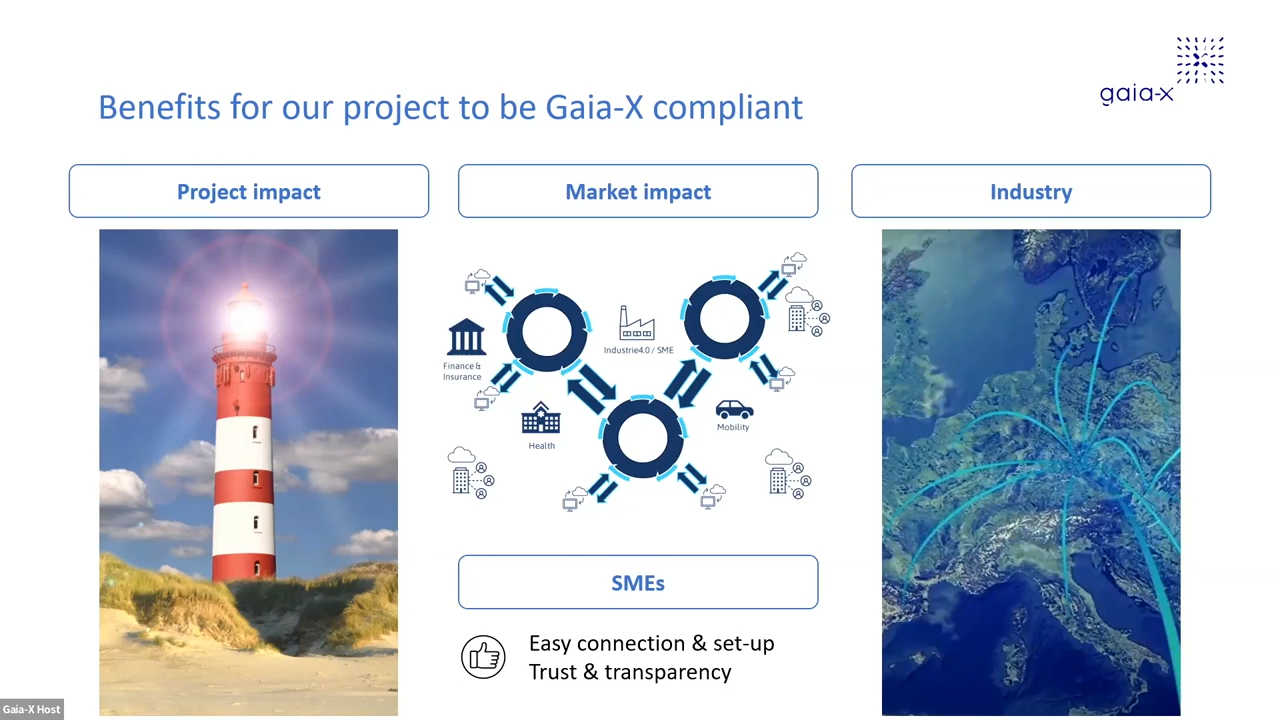 gaia-x
Benefits for our project to be Gaia-X compliant
Project impact
Market impact
Industry
Finance &
Insurance
Industrie4.0 / SME
Health
Mobility
SMEs
Easy connection & set-up
Trust & transparency
Gaia-X Host